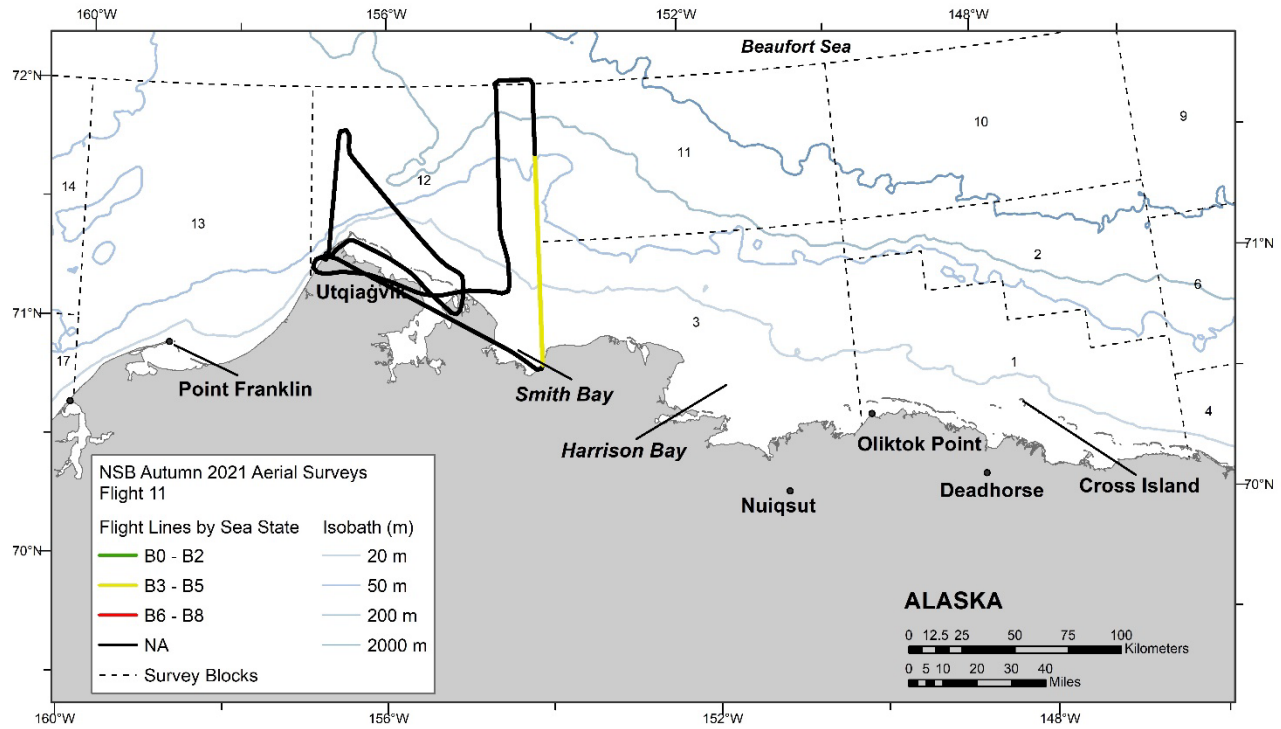 160°W
156°W
152°W
148°W
Beaufort Sea
72°N
9
10
11
12
14
13
71°N
2
6
Utqiaġvik
71°N
3
17
1
Point Franklin
Smith Bay
4
Harrison Bay
Oliktok Point
Nuiqsut
Deadhorse
Cross Island
70°N
70°N
NSB Autumn 2021 Aerial Surveys
Flight 11
Flight Lines by Sea State
B0 - B2
B3 - B5
B6 - B8
NA
Survey Blocks
Isobath (m)
20 m
50 m
200 m
2000 m
ALASKA
0 12.5 25 50 75 100
Kilometers
0 5 10 20 30 40
Miles
160°W
156°W
152°W
148°W